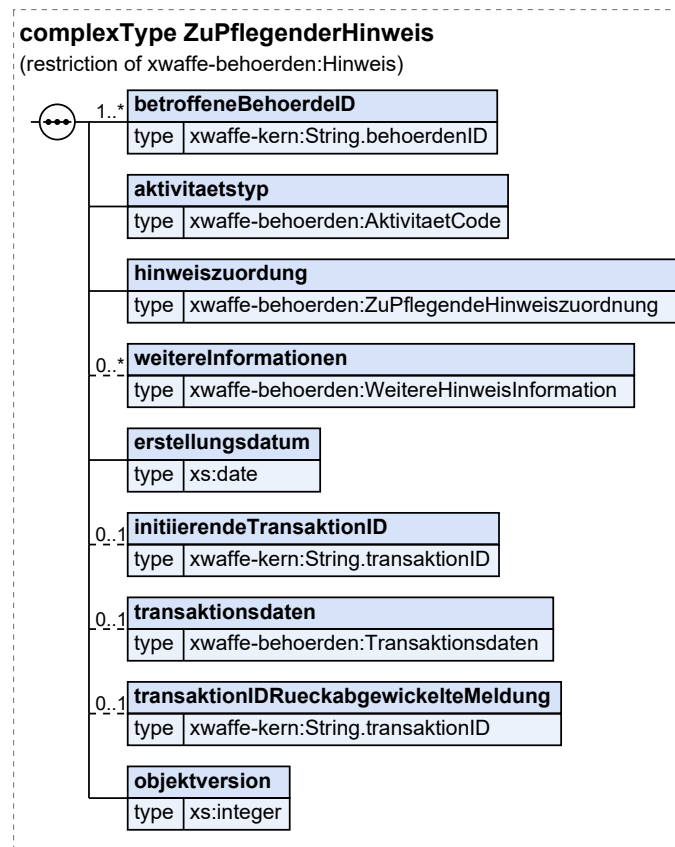 complexType ZuPflegenderHinweis
(restriction of xwaffe-behoerden:Hinweis)
1..* betroffeneBehoerdeID
type xwaffe-kern:String.behoerdenID
aktivitaetstyp
type xwaffe-behoerden:AktivitaetCode
hinweiszuordung
type xwaffe-behoerden:ZuPflegendeHinweiszuordnung
0..* weitereInformationen
type xwaffe-behoerden:WeitereHinweisInformation
erstellungsdatum
type xs:date
0..1 initiierendeTransaktionID
type xwaffe-kern:String.transaktionID
0..1 transaktionsdaten
type xwaffe-behoerden:Transaktionsdaten
0..1 transaktionIDRueckabgewickelteMeldung
type xwaffe-kern:String.transaktionID
objektversion
type xs:integer